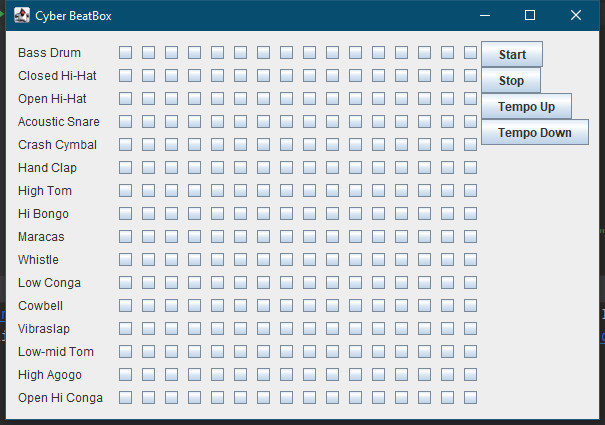 Cyber BeatBox
Bass Drum
Closed Hi-Hat
Open Hi-Hat
Acoustic Snare
Crash Cymbal
Hand Clap
High Tom
Hi Bongo
Maracas
Whistle
Low Conga
Cowbell
Vibraslap
Low-mid Tom
High Agogo
Open Hi Conga
Start
Stop
Tempo Up
Tempo Down